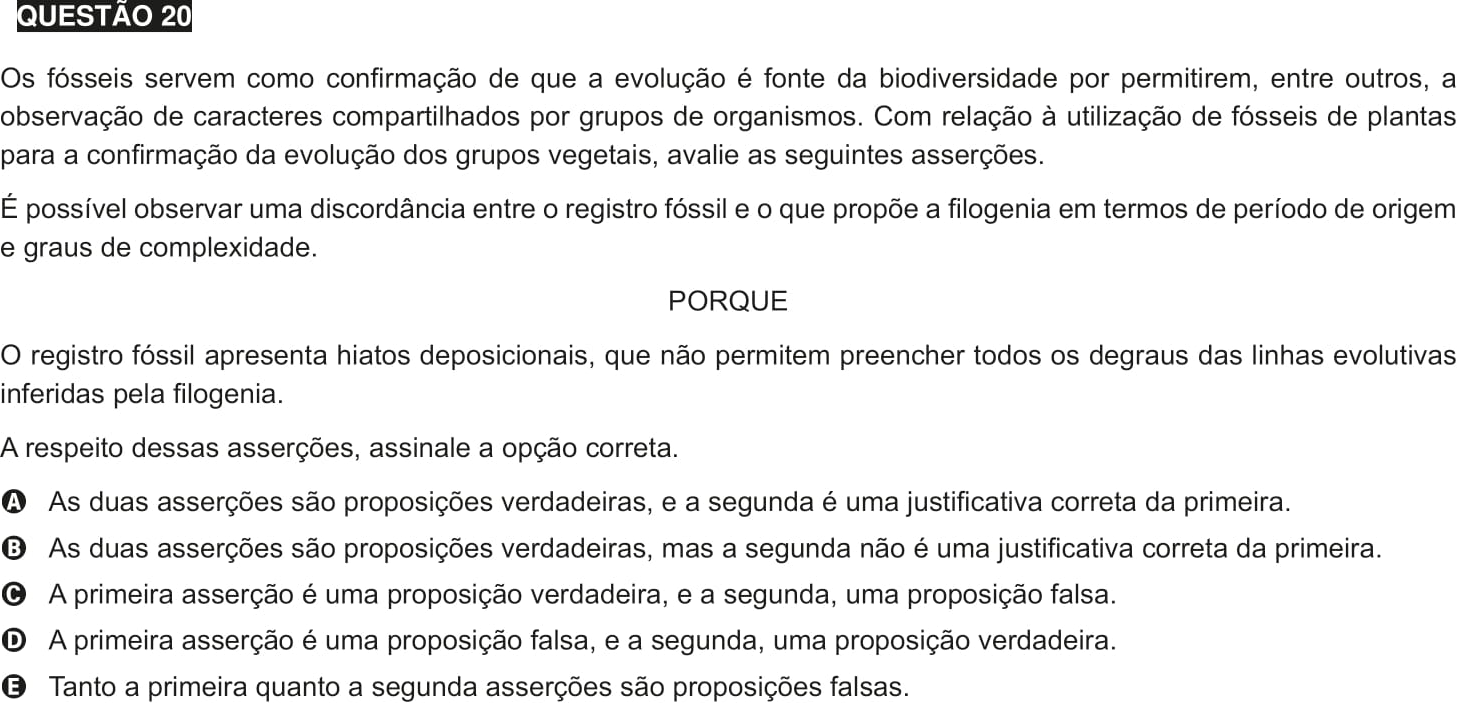 QUESTÃO 20
Os fósseis servem como confirmação de que a evolução é fonte da biodiversidade por permitirem, entre outros, a
observação de caracteres compartilhados por grupos de organismos. Com relação à utilização de fósseis de plantas
para a confirmação da evolução dos grupos vegetais, avalie as seguintes asserções.
É possível observar uma discordância entre o registro fóssil e o que propõe a filogenia em termos de período de origem
e graus de complexidade.
PORQUE
O registro fóssil apresenta hiatos deposicionais, que não permitem preencher todos os degraus das linhas evolutivas
inferidas pela filogenia.
A respeito dessas asserções, assinale a opção correta.
A As duas asserções são proposições verdadeiras, e a segunda é uma justificativa correta da primeira.
B As duas asserções são proposições verdadeiras, mas a segunda não é uma justificativa correta da primeira.
C A primeira asserção é uma proposição verdadeira, e a segunda, uma proposição falsa.
D A primeira asserção é uma proposição falsa, e a segunda, uma proposição verdadeira.
E Tanto a primeira quanto a segunda asserções são proposições falsas.